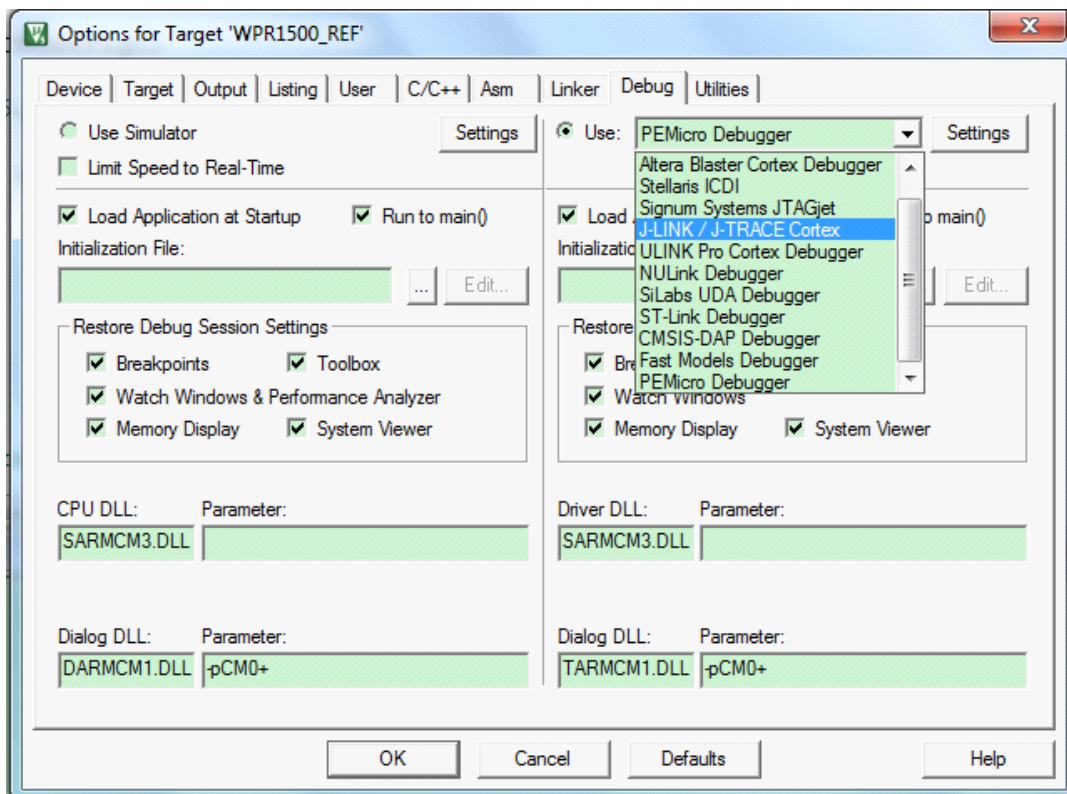 Options for Target 'WPR1500_REF'
Device Target Output Listing User C/C++ Asm Linker Debug Utilities
Use Simulator Settings Use: PEMicro Debugger Settings
Limit Speed to Real-Time
Altera Blaster Cortex Debugger
Stellaris ICDI
Signum Systems JTAGjet
J-LINK / J-TRACE Cortex
ULINK Pro Cortex Debugger
NULink Debugger
SiLabs UDA Debugger
ST-Link Debugger
CMSIS-DAP Debugger
Fast Models Debugger
PEMicro Debugger
Load Application at Startup Run to main() Load main()
Initialization File:
... Edit... Edit...
Restore Debug Session Settings Restore
Breakpoints Toolbox
Watch Windows & Performance Analyzer Watch Windows
Memory Display System Viewer Memory Display System Viewer
CPU DLL: Parameter: Driver DLL: Parameter:
SARMCM3.DLL SARMCM3.DLL
Dialog DLL: Parameter: Dialog DLL: Parameter:
DARMCM1.DLL -pCM0+ TARMCM1.DLL -pCM0+
OK Cancel Defaults Help